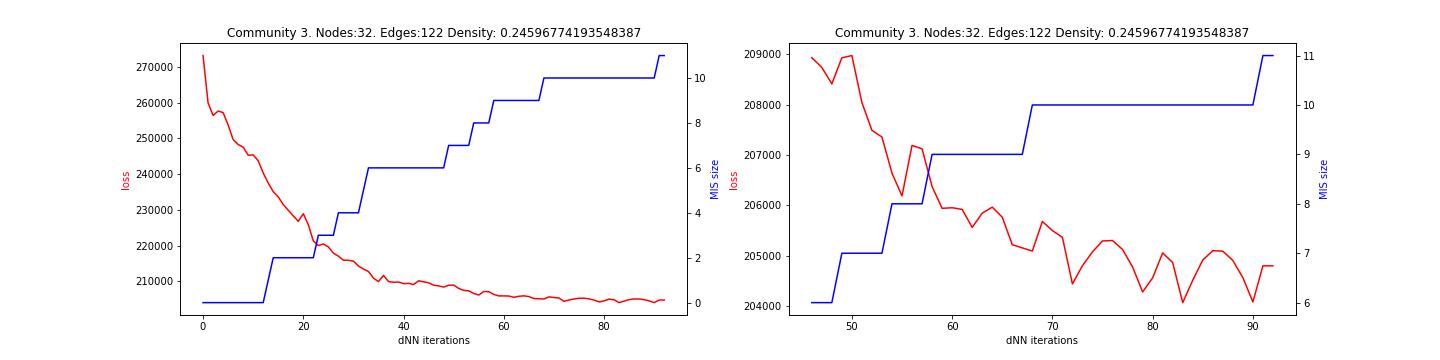 Community 3. Nodes:32. Edges:122 Density: 0.24596774193548387
270000
260000
250000
240000
230000
220000
210000
loss
10
8
6
4
2
0
MIS size
0 20 40 60 80
dNN iterations
Community 3. Nodes:32. Edges:122 Density: 0.24596774193548387
209000
208000
207000
206000
205000
204000
loss
11
10
9
8
7
6
MIS size
50 60 70 80 90
dNN iterations